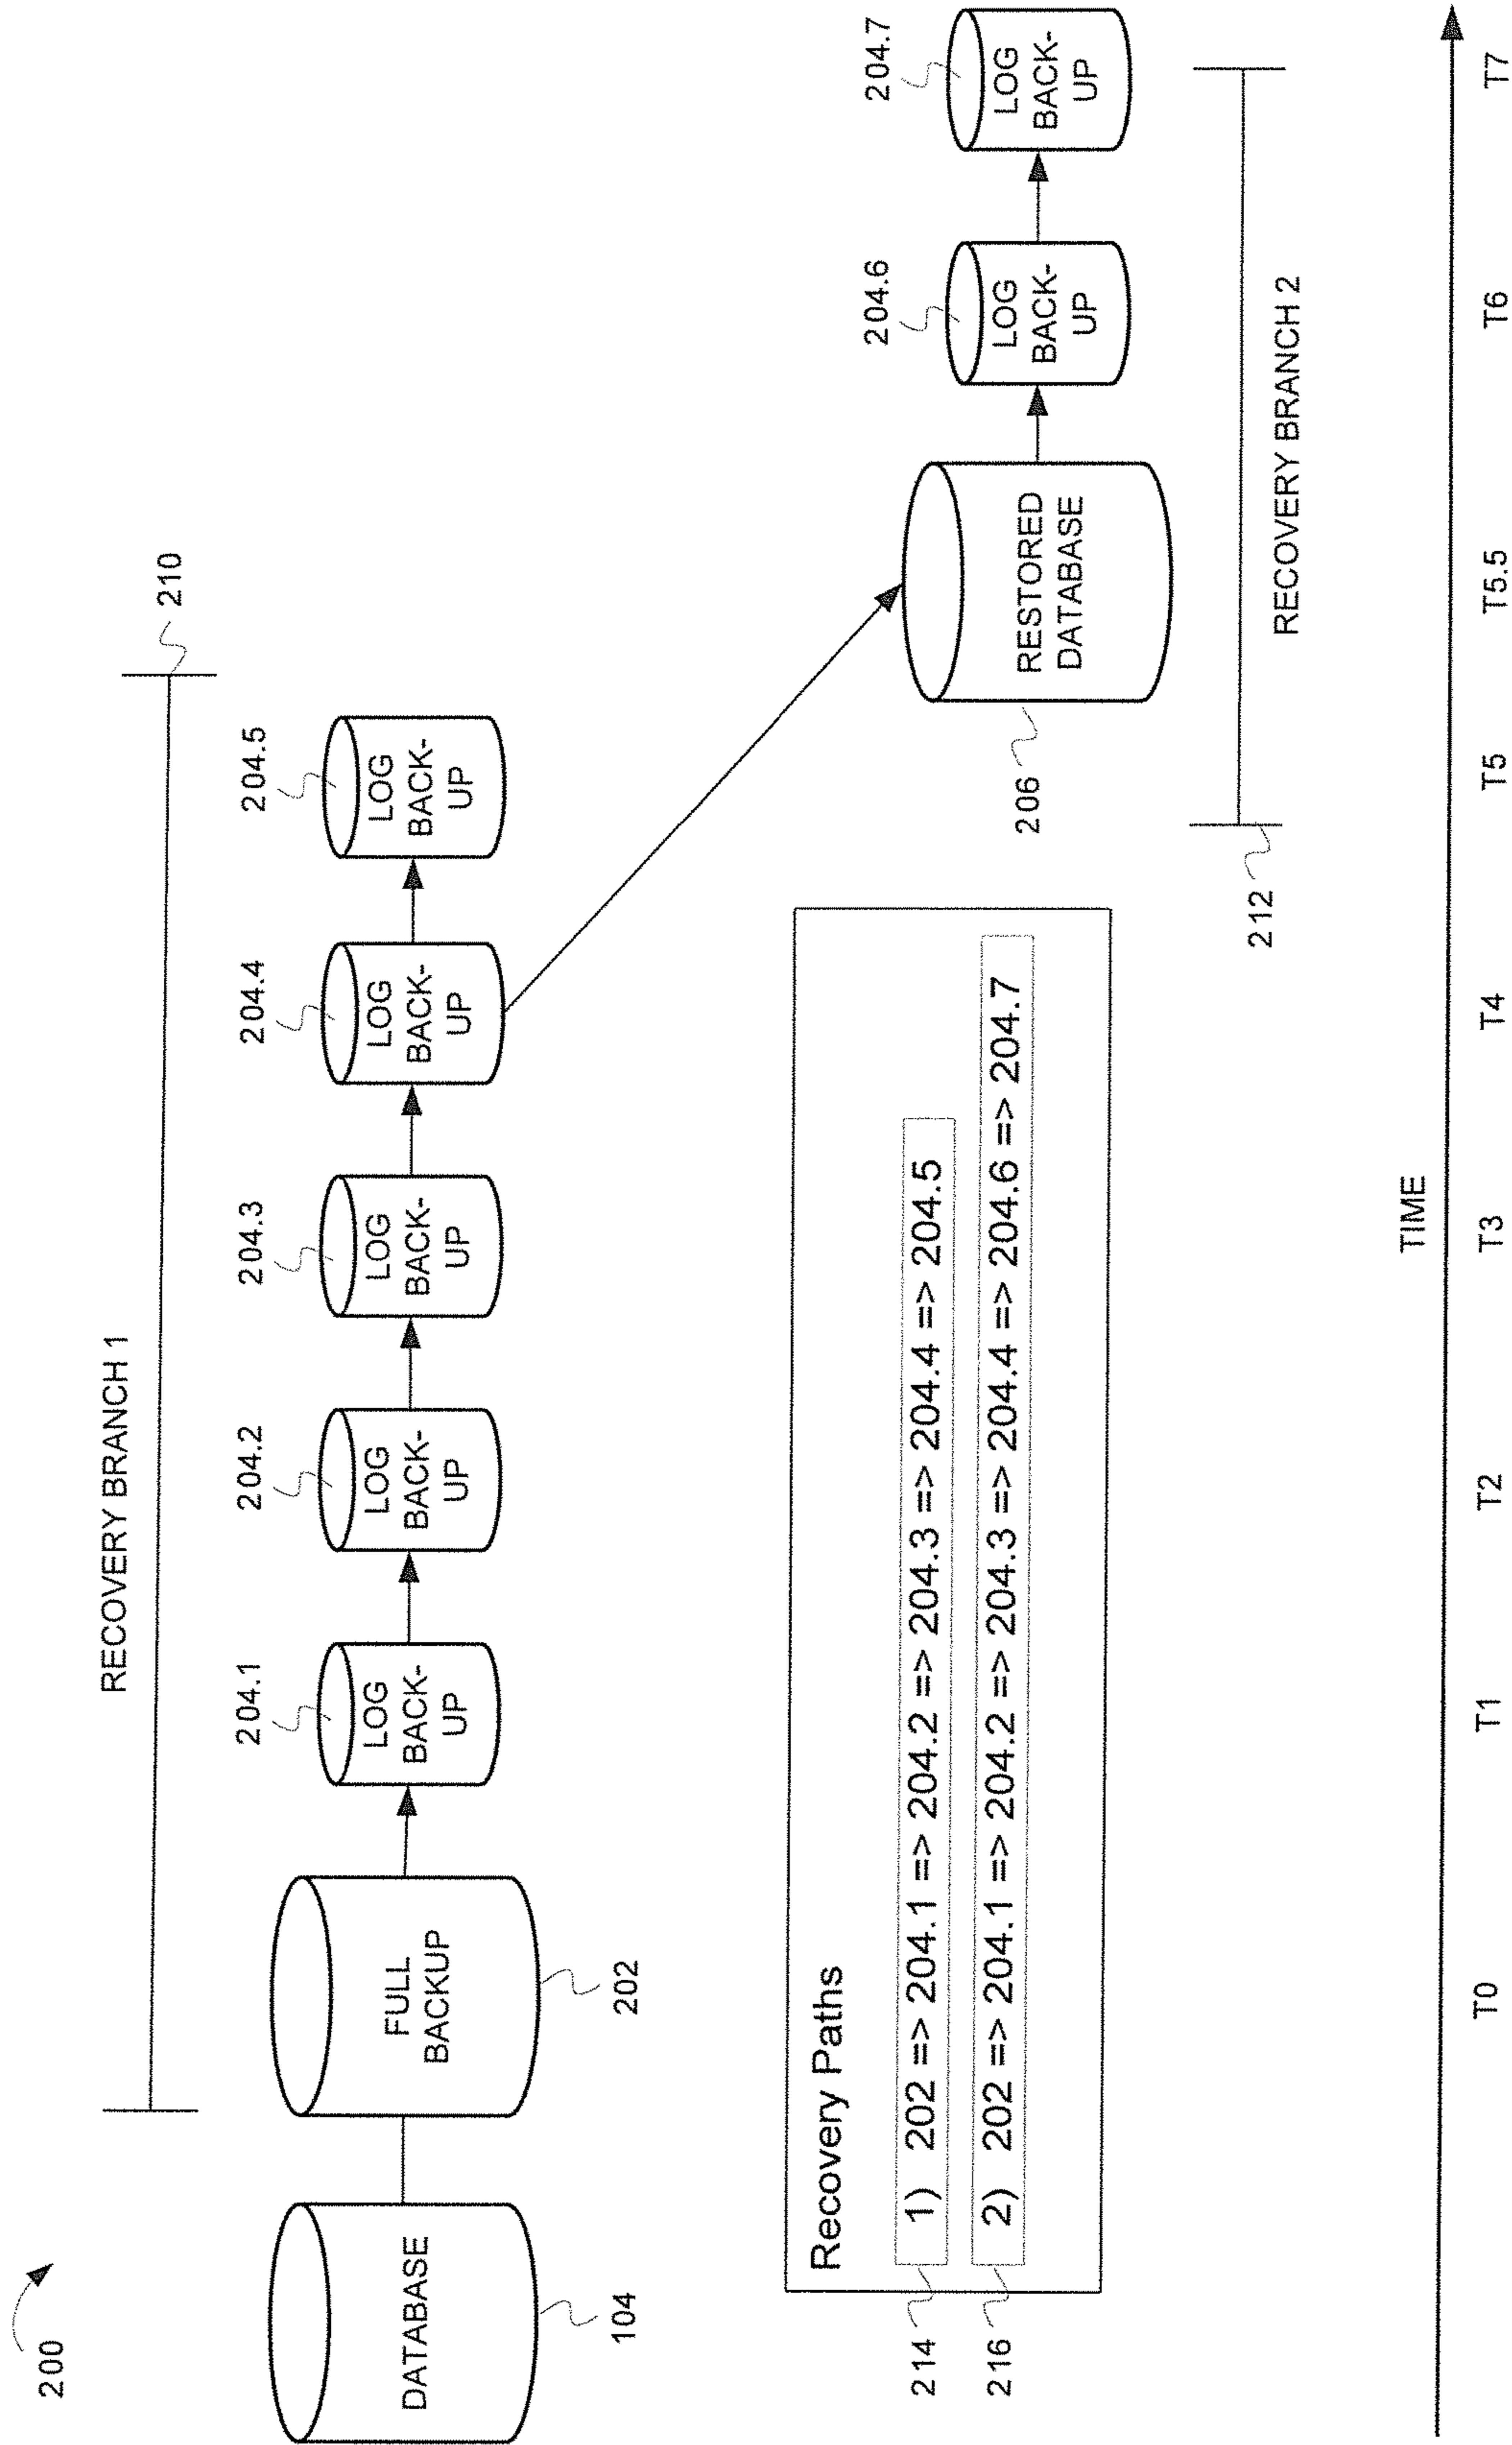 200
RECOVERY BRANCH 1
210
204.1
204.2
204.3
204.4
204.5
DATABASE
104
FULL
BACKUP
202
LOG
BACK-
UP
LOG
BACK-
UP
LOG
BACK-
UP
LOG
BACK-
UP
LOG
BACK-
UP
Recovery Paths
214
1) 202 => 204.1 => 204.2 => 204.3 => 204.4 => 204.5
216
2) 202 => 204.1 => 204.2 => 204.3 => 204.4 => 204.6 => 204.7
204.6
204.7
RESTORED
DATABASE
206
LOG
BACK-
UP
LOG
BACK-
UP
212
RECOVERY BRANCH 2
TIME
T0
T1
T2
T3
T4
T5
T5.5
T6
T7